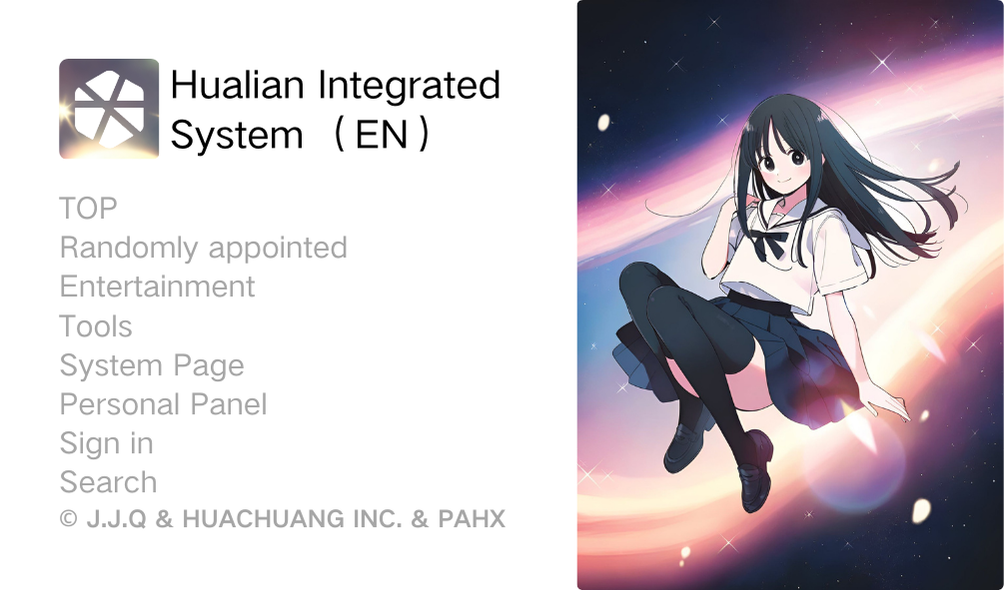 Hualian Integrated
System （EN）
TOP
Randomly appointed
Entertainment
Tools
System Page
Personal Panel
Sign in
Search
© J.J.Q & HUACHUANG INC. & PAHX